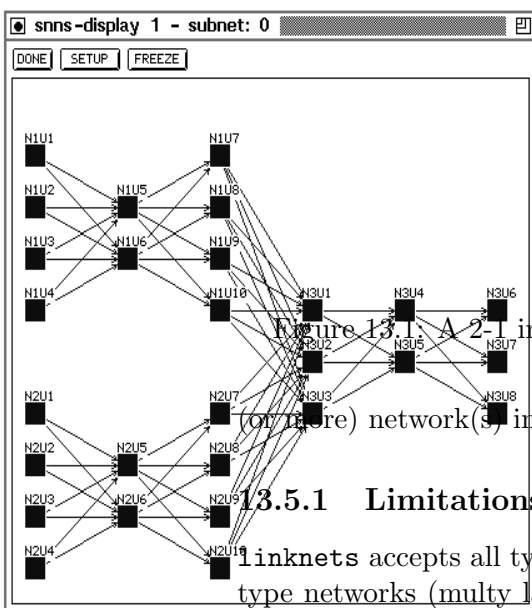 snns-display 1 - subnet: 0
DONE SETUP FREEZE
N1U1 N1U7
N1U2 N1U5 N1U8
N1U3 N1U6 N1U9
N1U4 N1U10 N3U1 N3U4 N3U6
Figure 13.1: A 2-1 in
N3U2 N3U5 N3U7
N2U1 N2U7 N3U3 N3U8
(or more) network(s) in
N2U2 N2U5 N2U8
N2U3 N2U6 N2U9
13.5.1 Limitations
N2U4 N2U10
linknets accepts all ty
type networks (multy l